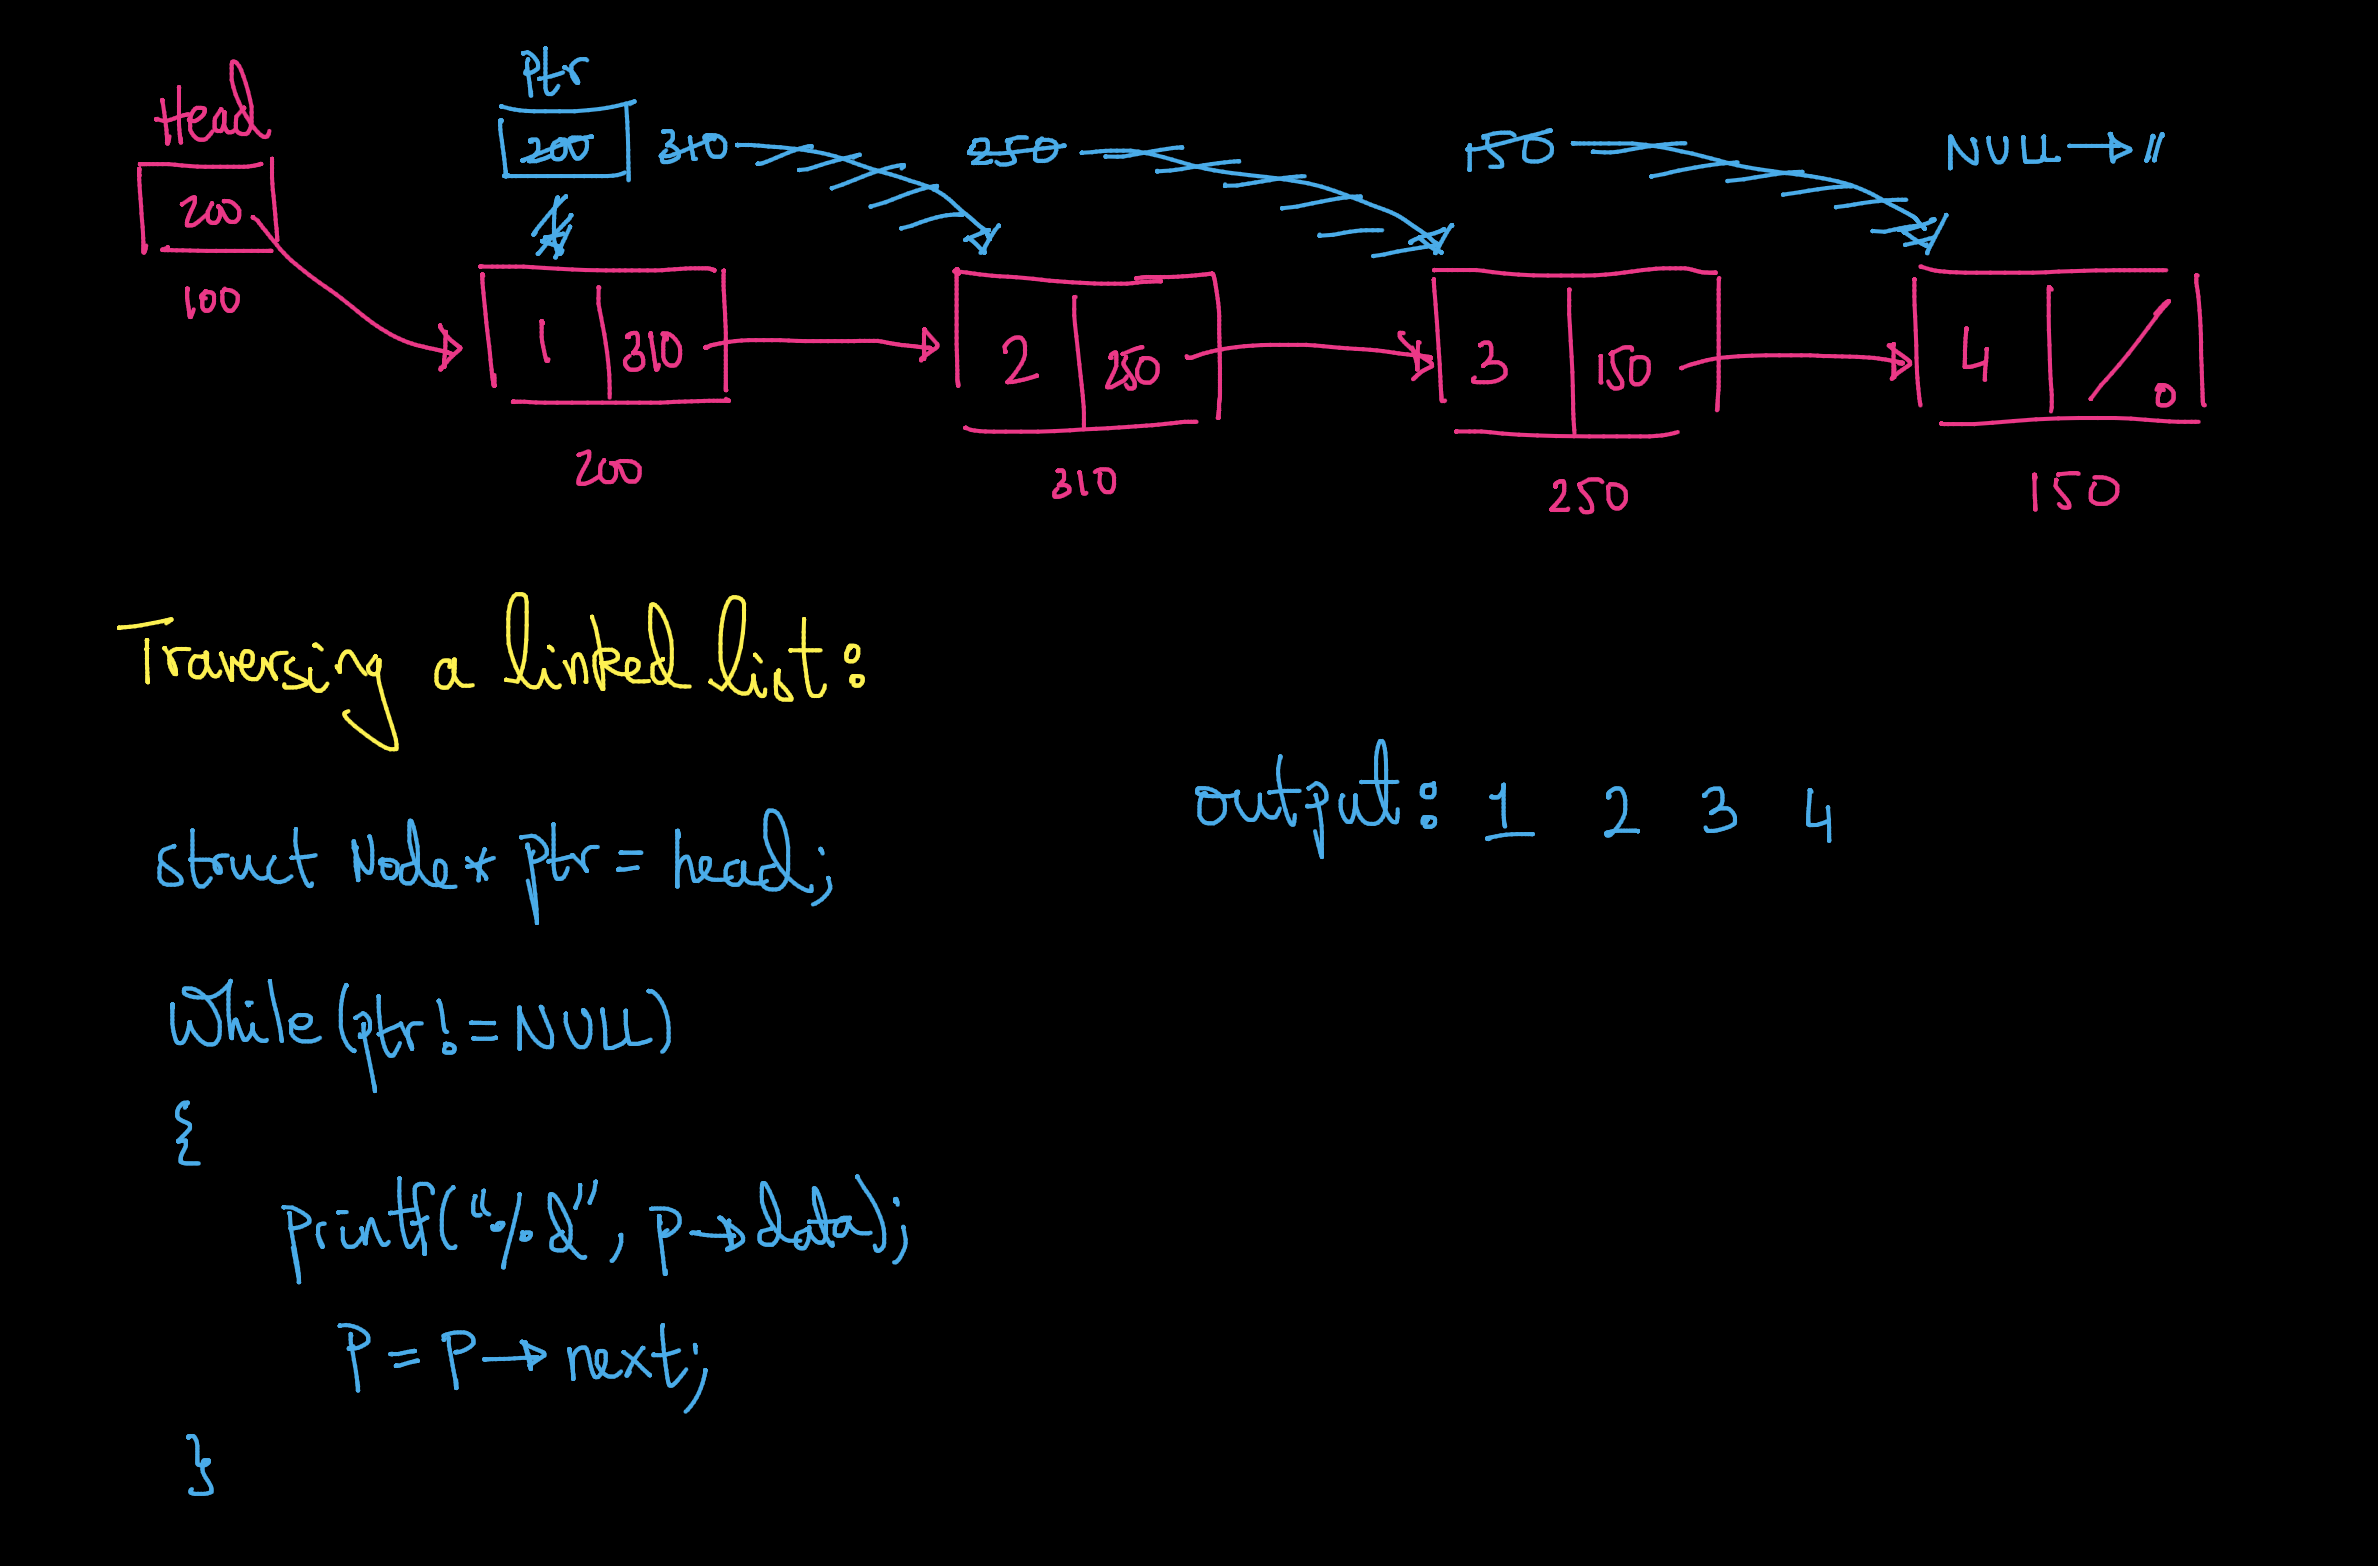 Head
Ptr
200
200 310 250 150 NULL → //
100
1 310
2 250
3 150
4 0
200
310
250
150
Traversing a linked list:
output: 1 2 3 4
struct Node* ptr = head;
While(ptr != NULL)
{
printf("%d", p→data);
P = P→next;
}